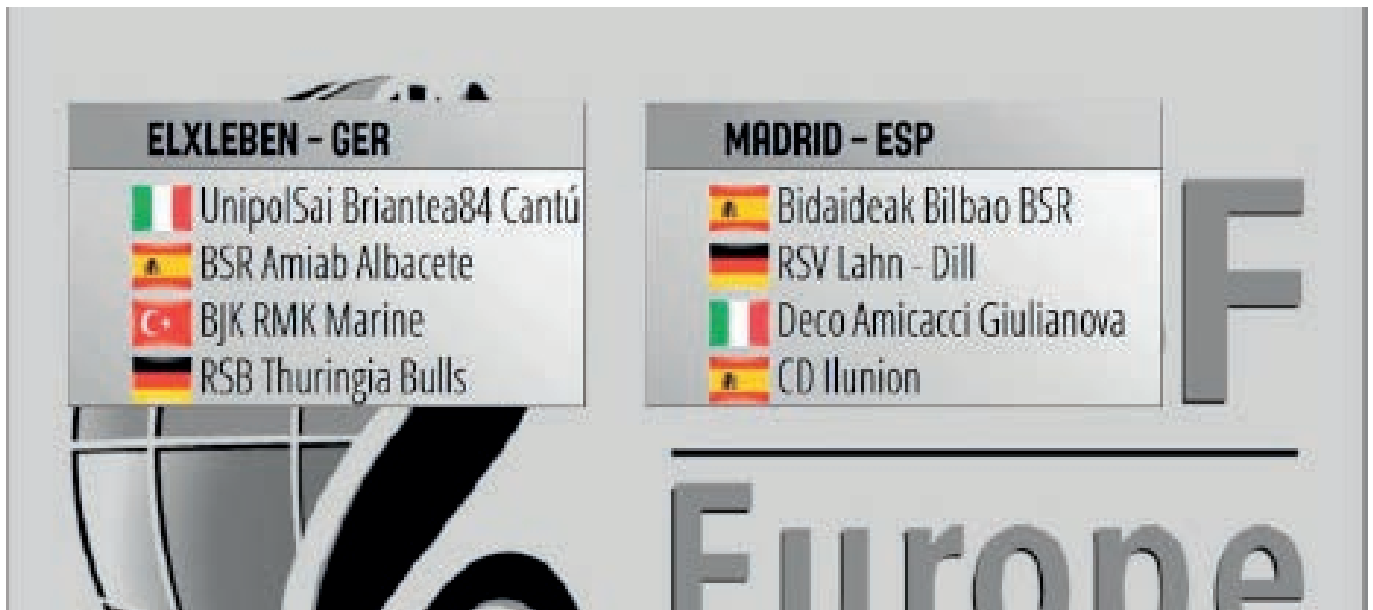 ELXLEBEN - GER
UnipolSai Briantea84 Cantú
BSR Amiab Albacete
BJK RMK Marine
RSB Thuringia Bulls
MADRID - ESP
Bidaideak Bilbao BSR
RSV Lahn - Dill
Deco Amicacci Giulianova
CD Ilunion
F
Europe